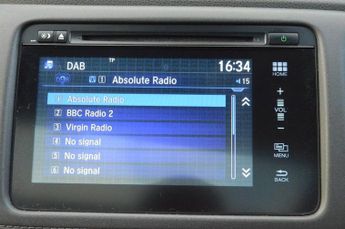 DAB TP 16:34
1 Absolute Radio 15
1 Absolute Radio
2 BBC Radio 2
3 Virgin Radio
4 No signal
5 No signal
6 No signal
HOME
+
VOL
−
MENU
BACK